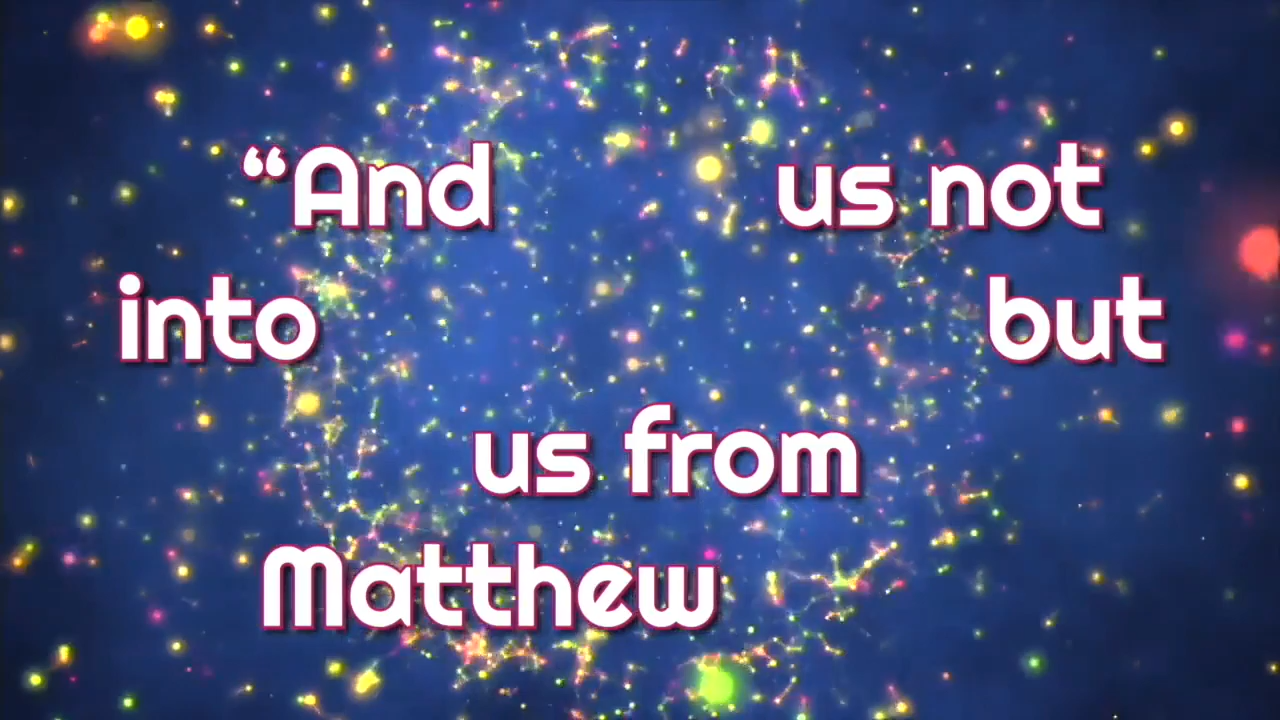 “And us not
into but
us from
Matthew